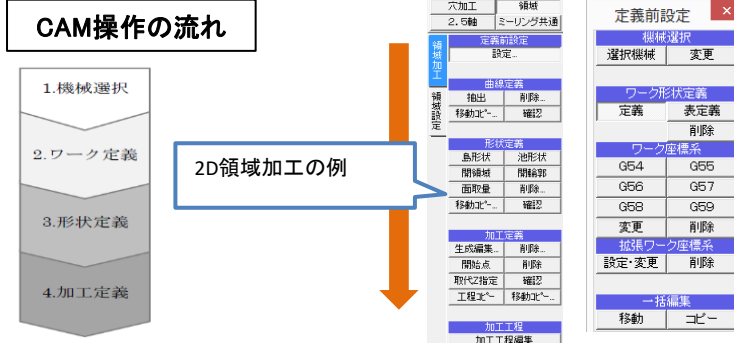 CAM操作の流れ
1.機械選択
2.ワーク定義
3.形状定義
4.加工定義
2D領域加工の例
穴加工 領域
2.5軸 ミーリング共通
領域加工
領域設定
定義前設定
設定...
曲線定義
抽出 削除...
移動コピー... 確認
形状定義
島形状 池形状
開領域 開輪郭
面取量 削除...
移動コピー... 確認
加工定義
生成編集... 削除...
開始点 削除
取代Z指定 確認
工程コピー 移動コピー...
加工工程
加工工程編集
定義前設定 ×
機械選択
選択機械 変更
ワーク形状定義
定義 表定義
削除
ワーク座標系
G54 G55
G56 G57
G58 G59
変更 削除
拡張ワーク座標系
設定・変更 削除
一括編集
移動 コピー